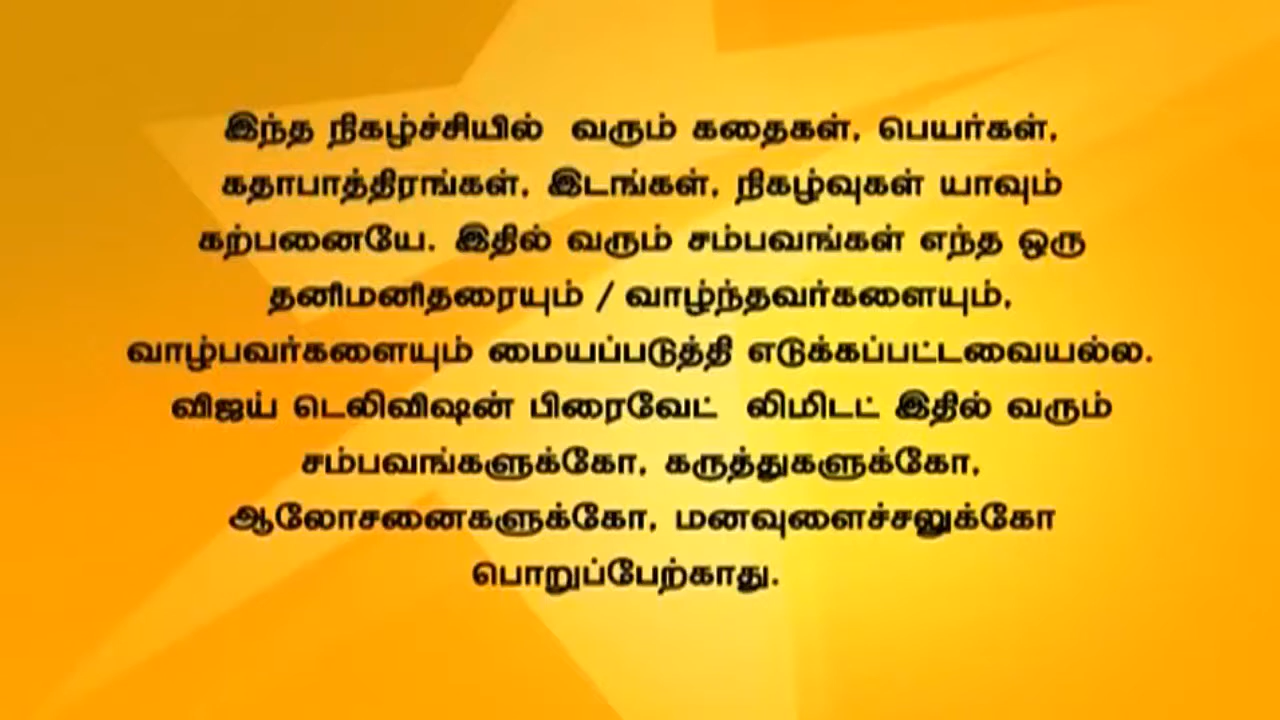 இந்த நிகழ்ச்சியில் வரும் கதைகள், பெயர்கள்,
கதாபாத்திரங்கள், இடங்கள், நிகழ்வுகள் யாவும்
கற்பனையே. இதில் வரும் சம்பவங்கள் எந்த ஒரு
தனிமனிதரையும் / வாழ்ந்தவர்களையும்,
வாழ்பவர்களையும் மையப்படுத்தி எடுக்கப்பட்டவையல்ல.
விஜய் டெலிவிஷன் பிரைவேட் லிமிடட் இதில் வரும்
சம்பவங்களுக்கோ, கருத்துகளுக்கோ,
ஆலோசனைகளுக்கோ, மனவுளைச்சலுக்கோ
பொறுப்பேற்காது.